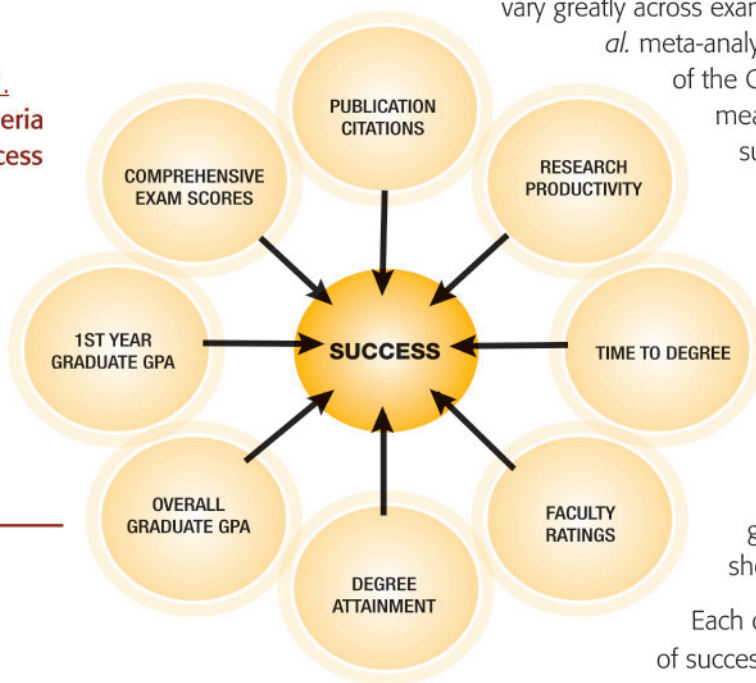 vary greatly across exam
al. meta-analy
of the
mea
su
.
eria
cess
PUBLICATION
CITATIONS
COMPREHENSIVE
EXAM SCORES
RESEARCH
PRODUCTIVITY
1ST YEAR
GRADUATE GPA
SUCCESS
TIME TO DEGREE
OVERALL
GRADUATE GPA
FACULTY
RATINGS
DEGREE
ATTAINMENT
g
sho
Each
of succes